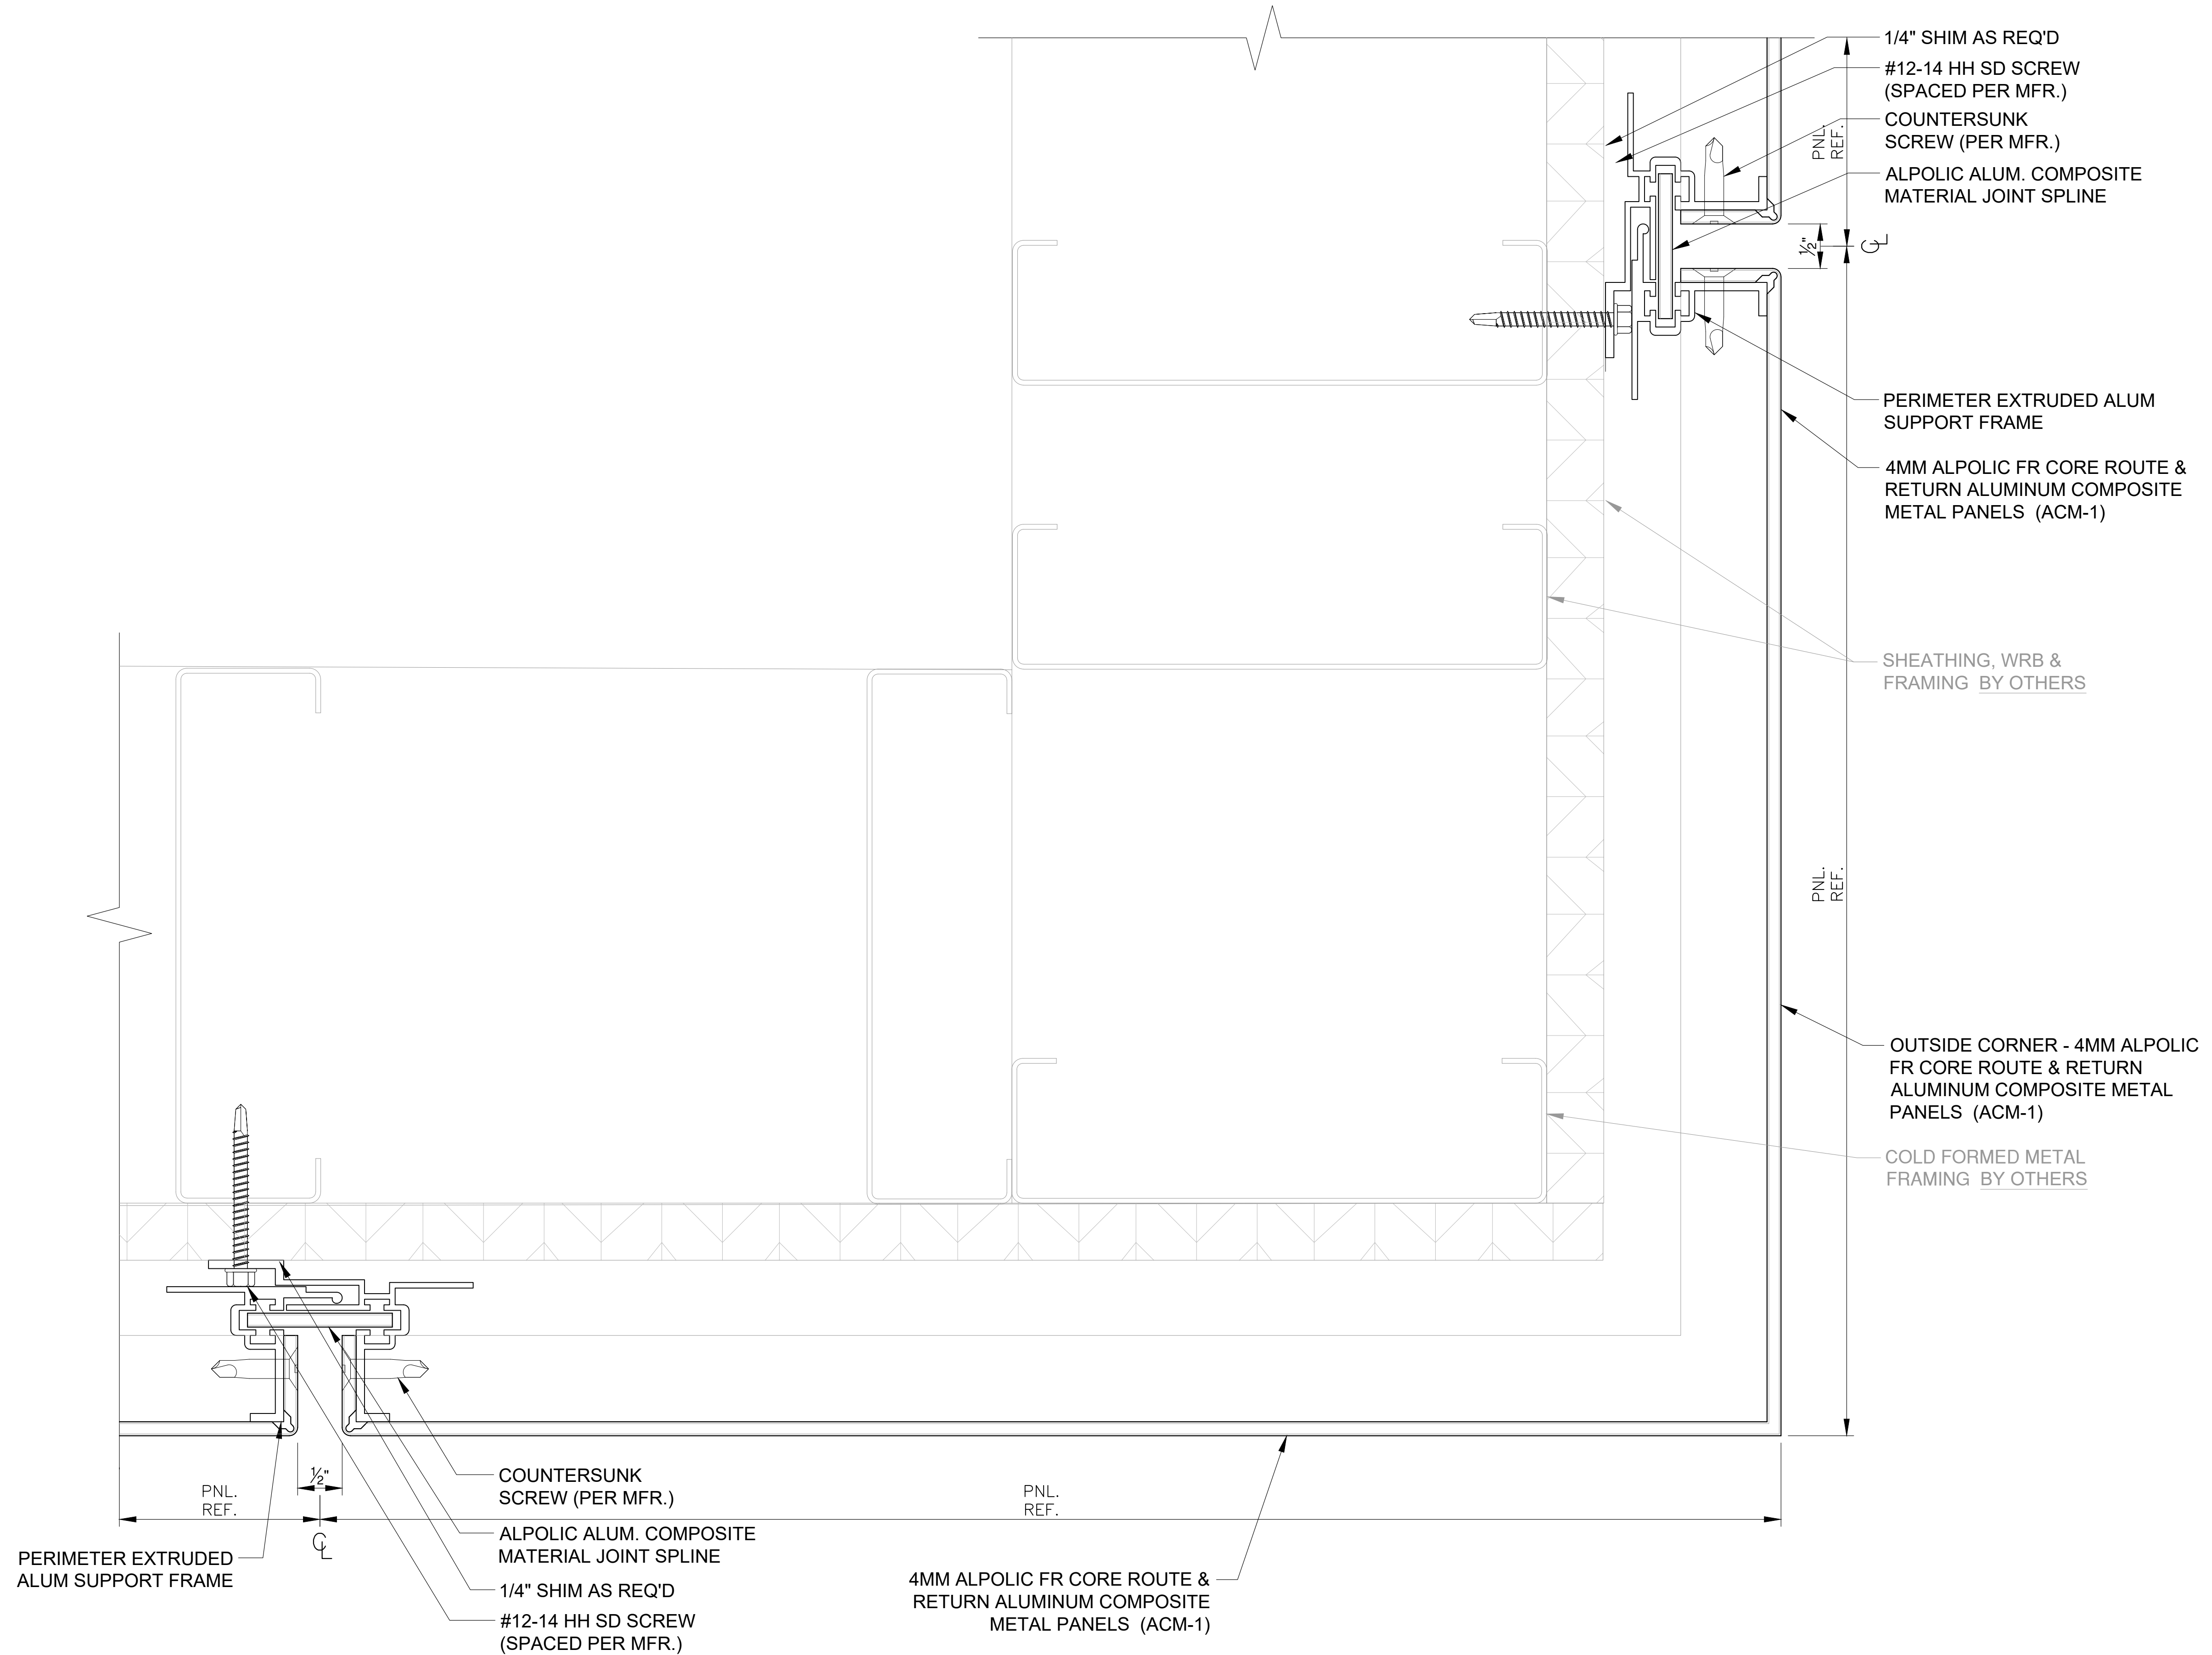 1/4" SHIM AS REQ'D
#12-14 HH SD SCREW
(SPACED PER MFR.)
COUNTERSUNK
SCREW (PER MFR.)
ALPOLIC ALUM. COMPOSITE
MATERIAL JOINT SPLINE
PNL.
REF.
½"
CL
PERIMETER EXTRUDED ALUM
SUPPORT FRAME
4MM ALPOLIC FR CORE ROUTE &
RETURN ALUMINUM COMPOSITE
METAL PANELS (ACM-1)
SHEATHING, WRB &
FRAMING BY OTHERS
PNL.
REF.
OUTSIDE CORNER - 4MM ALPOLIC
FR CORE ROUTE & RETURN
ALUMINUM COMPOSITE METAL
PANELS (ACM-1)
COLD FORMED METAL
FRAMING BY OTHERS
PNL.
REF.
½"
CL
PNL.
REF.
COUNTERSUNK
SCREW (PER MFR.)
ALPOLIC ALUM. COMPOSITE
MATERIAL JOINT SPLINE
1/4" SHIM AS REQ'D
#12-14 HH SD SCREW
(SPACED PER MFR.)
PERIMETER EXTRUDED
ALUM SUPPORT FRAME
4MM ALPOLIC FR CORE ROUTE &
RETURN ALUMINUM COMPOSITE
METAL PANELS (ACM-1)